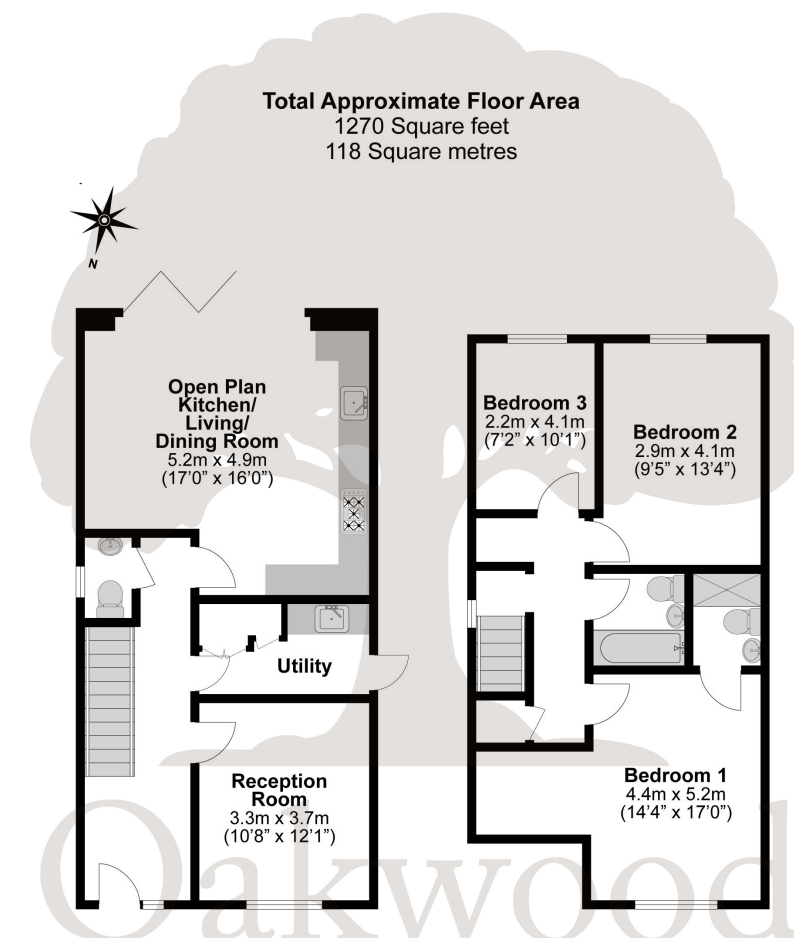 Total Approximate Floor Area
1270 Square feet
118 Square metres
N
Open Plan
Kitchen/
Living/
Dining Room
5.2m x 4.9m
(17'0” x 16'0”)
Utility
Reception
Room
3.3m x 3.7m
(10'8” x 12'1”)
Bedroom 3
2.2m x 4.1m
(7'2” x 10'1”)
Bedroom 2
2.9m x 4.1m
(9'5” x 13'4”)
Bedroom 1
4.4m x 5.2m
(14'4” x 17'0”)
Oakwood